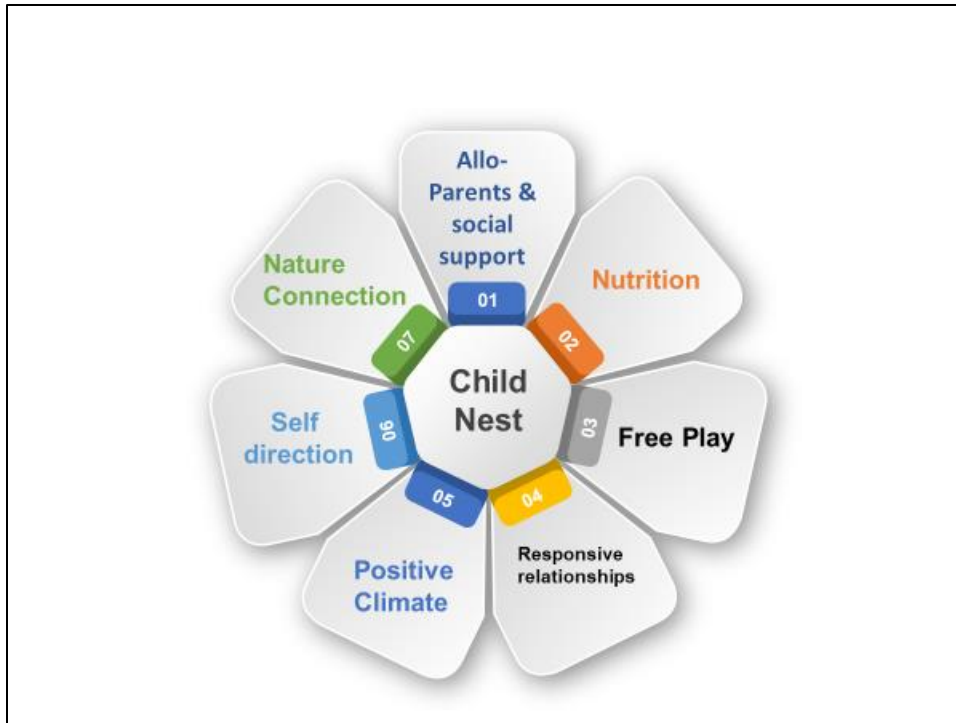 Allo-
Parents &
social
support
01
Nutrition
02
Free Play
03
Responsive
relationships
04
Positive
Climate
05
Self
direction
06
Nature
Connection
07
Child
Nest